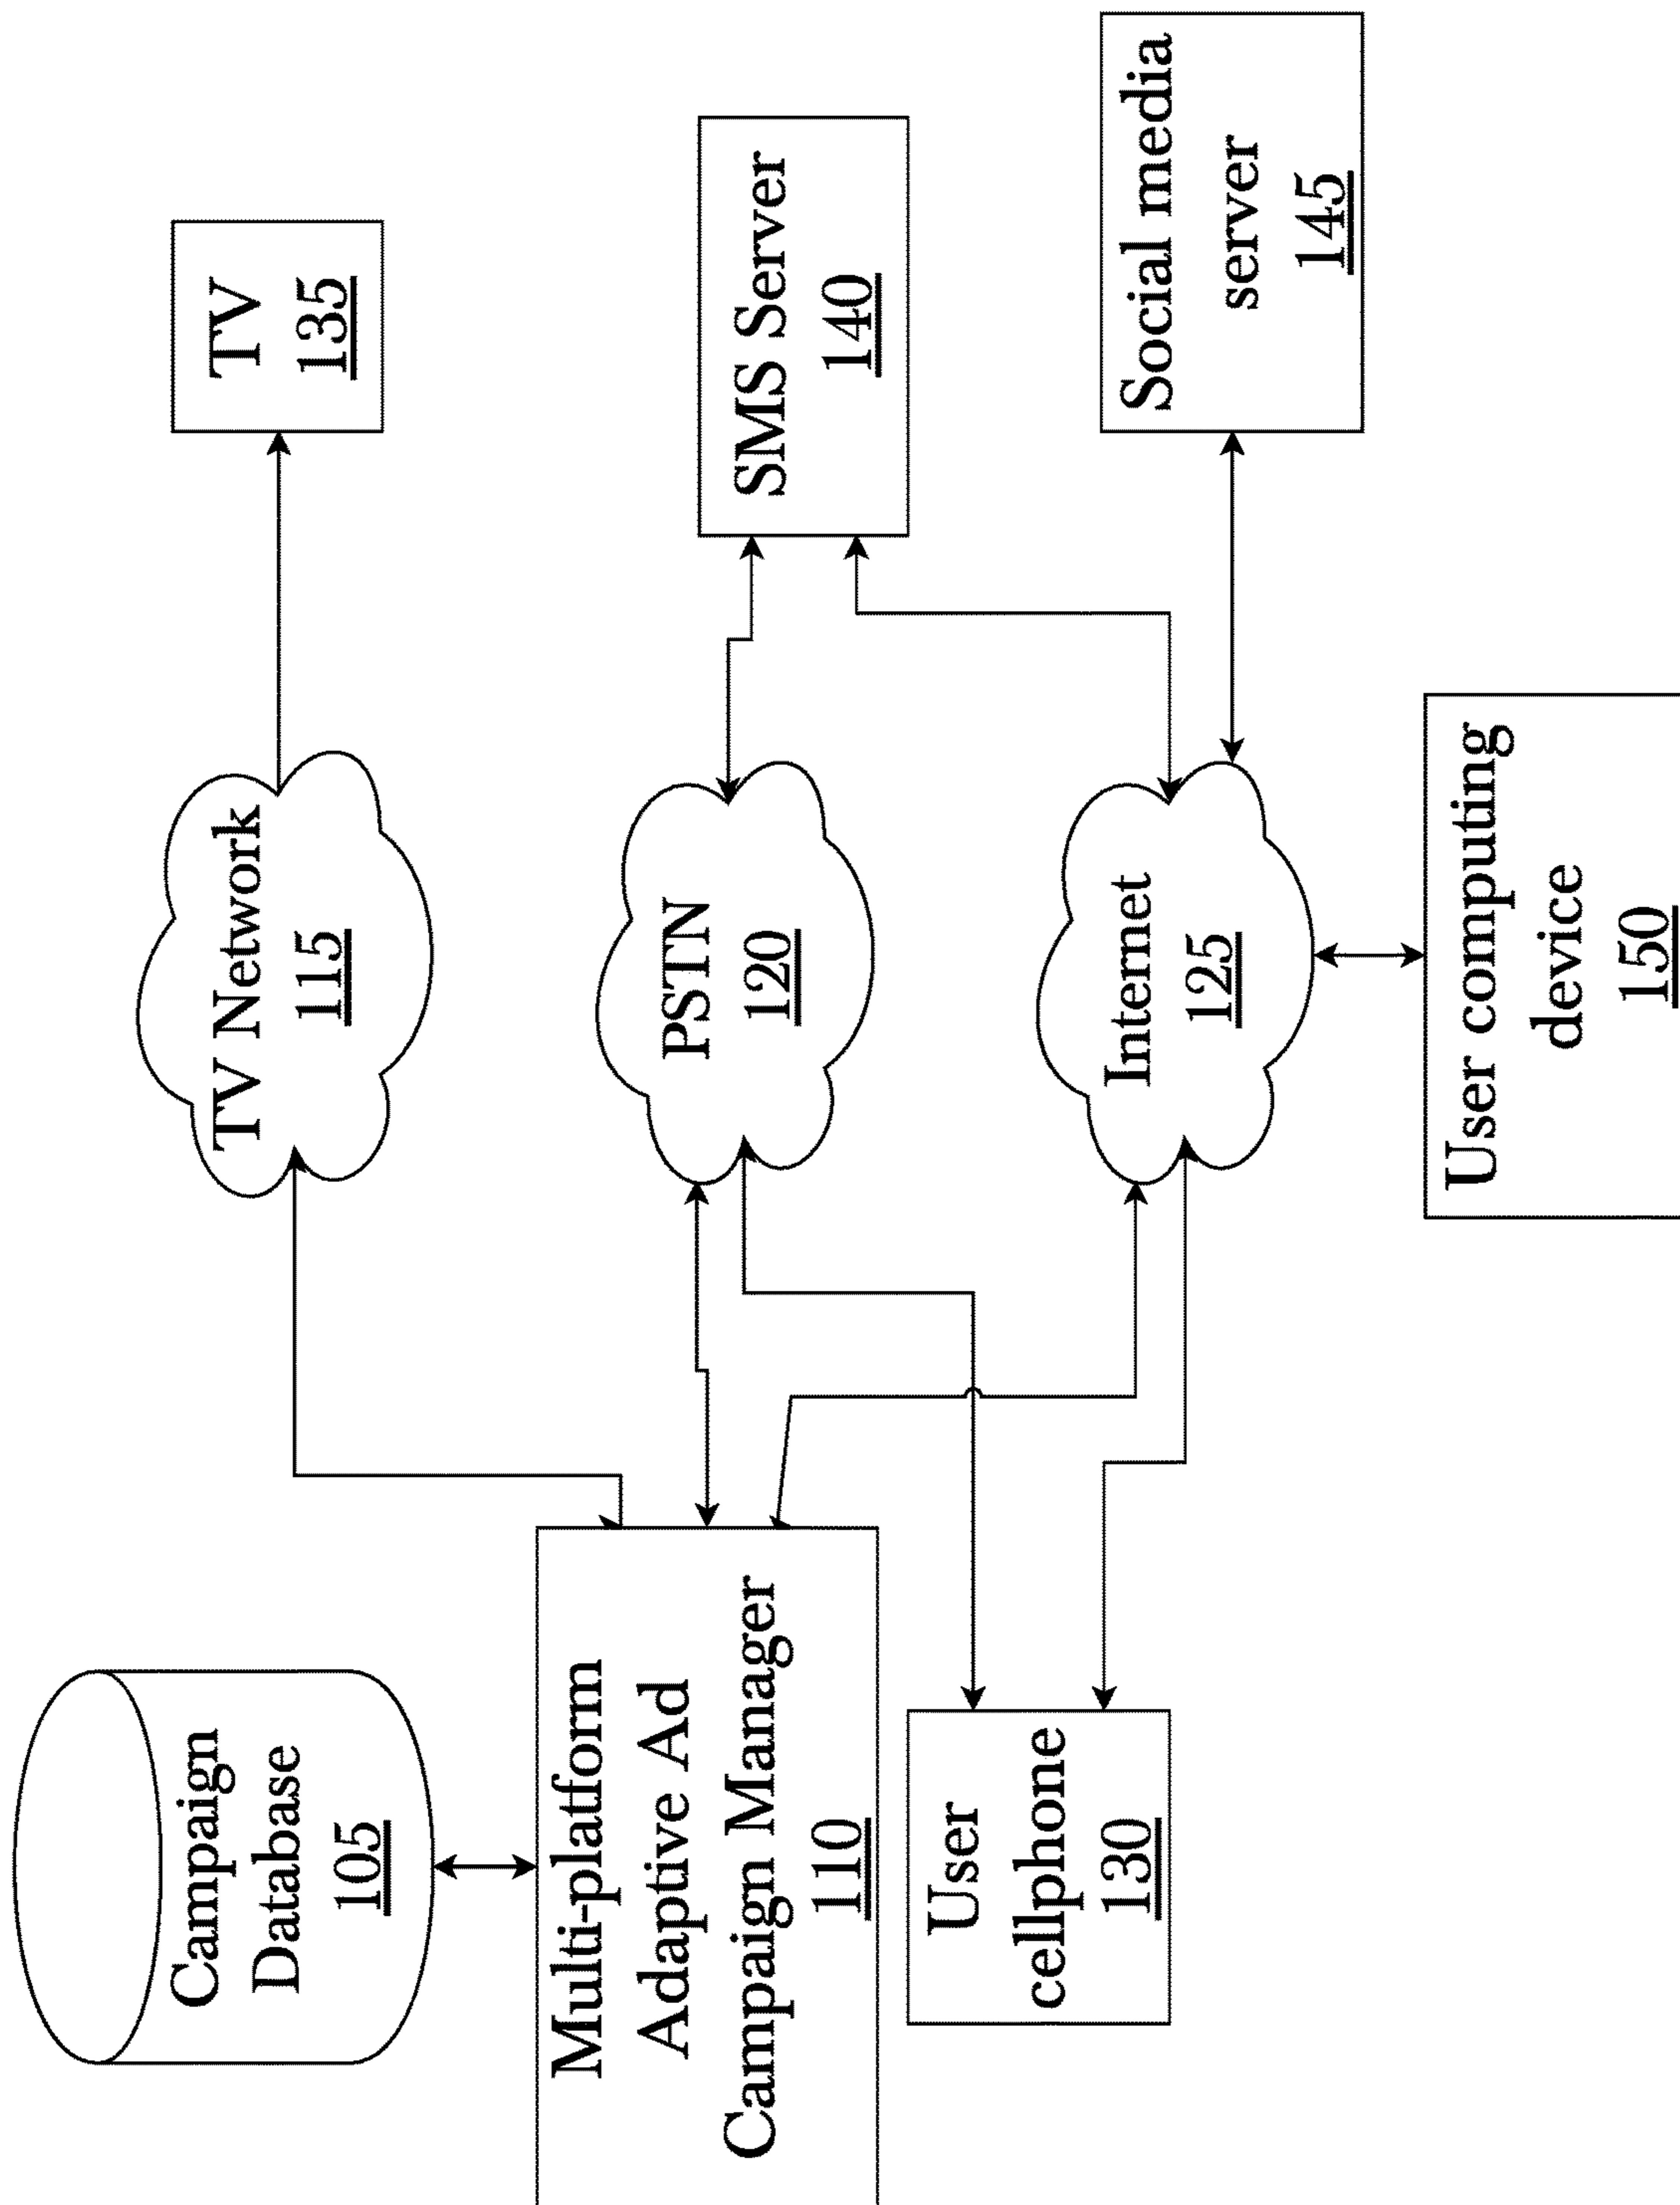 Campaign
Database
105
Multi-platform
Adaptive Ad
Campaign Manager
110
User
cellphone
130
TV Network
115
PSTN
120
Internet
125
User computing
device
150
TV
135
SMS Server
140
Social media
server
145